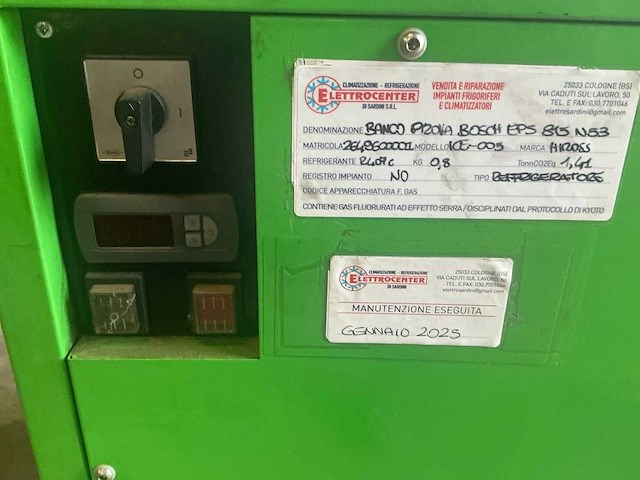 CLIMATIZZAZIONE - REFRIGERAZIONE
ELETTROCENTER
DI SARDINI S.R.L.
VENDITA E RIPARAZIONE
IMPIANTI FRIGORIFERI
E CLIMATIZZATORI
25033 COLOGNE (BS)
VIA CADUTI SUL LAVORO, 50
TEL. E FAX: 030.7701046
elettrosardini@gmail.com
DENOMINAZIONE BANCO PROVA BOSCH EPS 815 N53
MATRICOLA MODELLO ICE-005 MARCA HIROSS
REFRIGERANTE R407c KG 0,8 TonnCO2Eq 1,41
REGISTRO IMPIANTO NO TIPO REFRIGERATORE
CODICE APPARECCHIATURA F. GAS
CONTIENE GAS FLUORURATI AD EFFETTO SERRA / DISCIPLINATI DAL PROTOCOLLO DI KYOTO
CLIMATIZZAZIONE - REFRIGERAZIONE
ELETTROCENTER
DI SARDINI
25033 COLOGNE (BS)
VIA CADUTI SUL LAVORO, 50
TEL. E FAX: 030.7701046
elettrosardini@gmail.com
MANUTENZIONE ESEGUITA
GENNAIO 2025